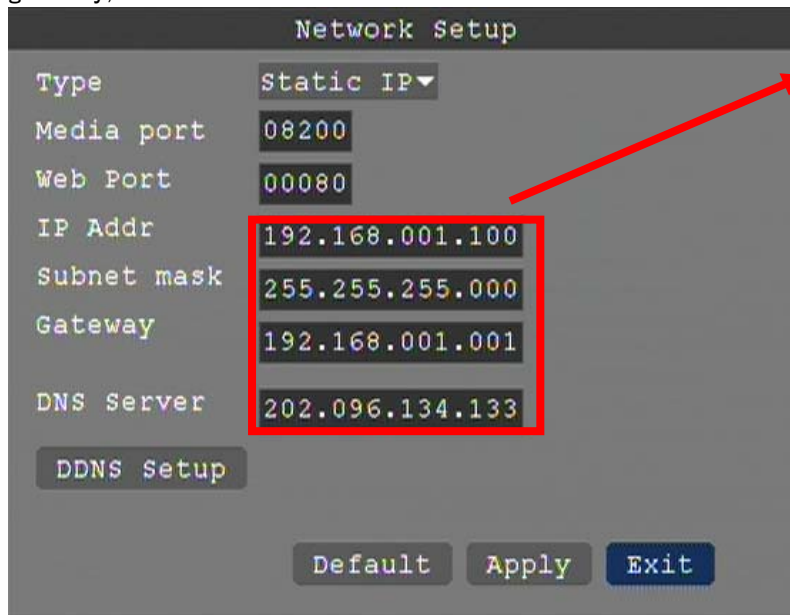 Network Setup
Type Static IP
Media port 08200
Web Port 00080
IP Addr 192.168.001.100
Subnet mask 255.255.255.000
Gateway 192.168.001.001
DNS Server 202.096.134.133
DDNS Setup
Default Apply Exit